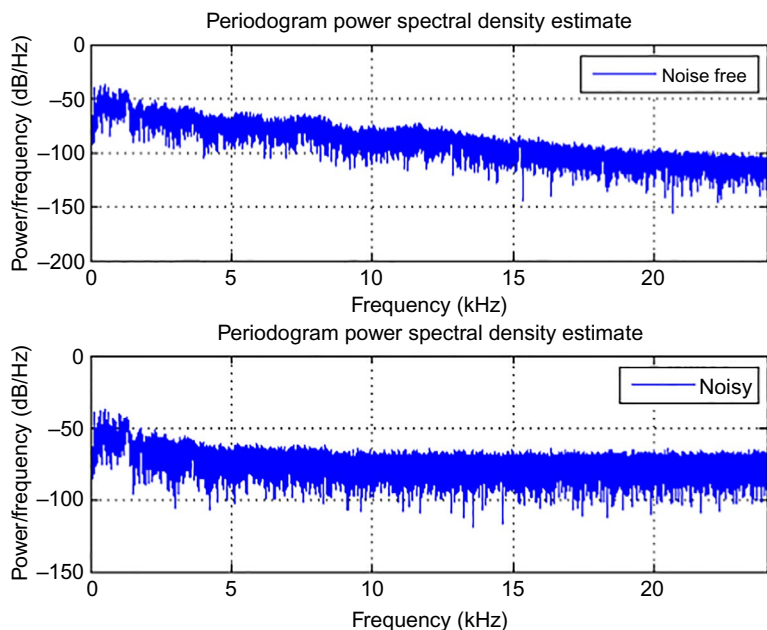 Periodogram power spectral density estimate
Power/frequency (dB/Hz)
0
–50
–100
–150
–200
Noise free
0 5 10 15 20
Frequency (kHz)
Periodogram power spectral density estimate
Power/frequency (dB/Hz)
0
–50
–100
–150
Noisy
0 5 10 15 20
Frequency (kHz)